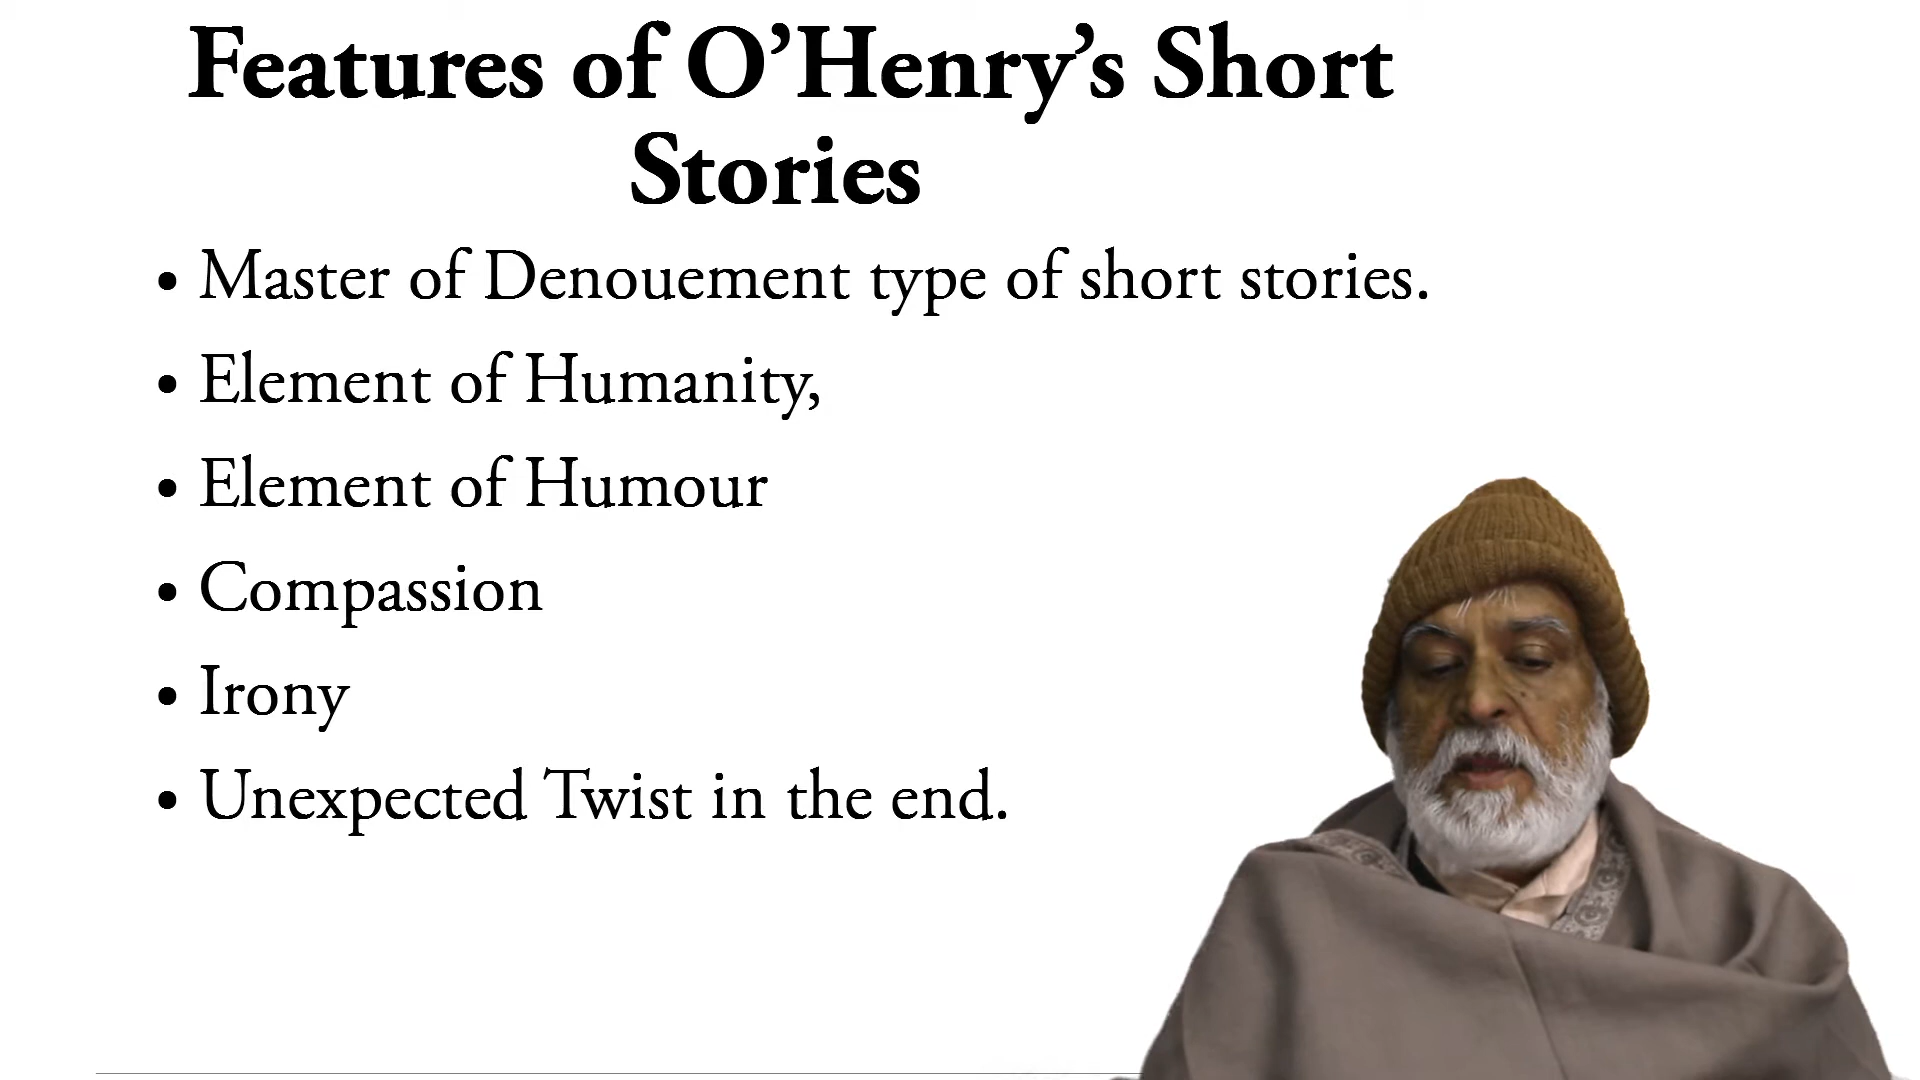 Features of O’Henry’s Short
Stories
• Master of Denouement type of short stories.
• Element of Humanity,
• Element of Humour
• Compassion
• Irony
• Unexpected Twist in the end.